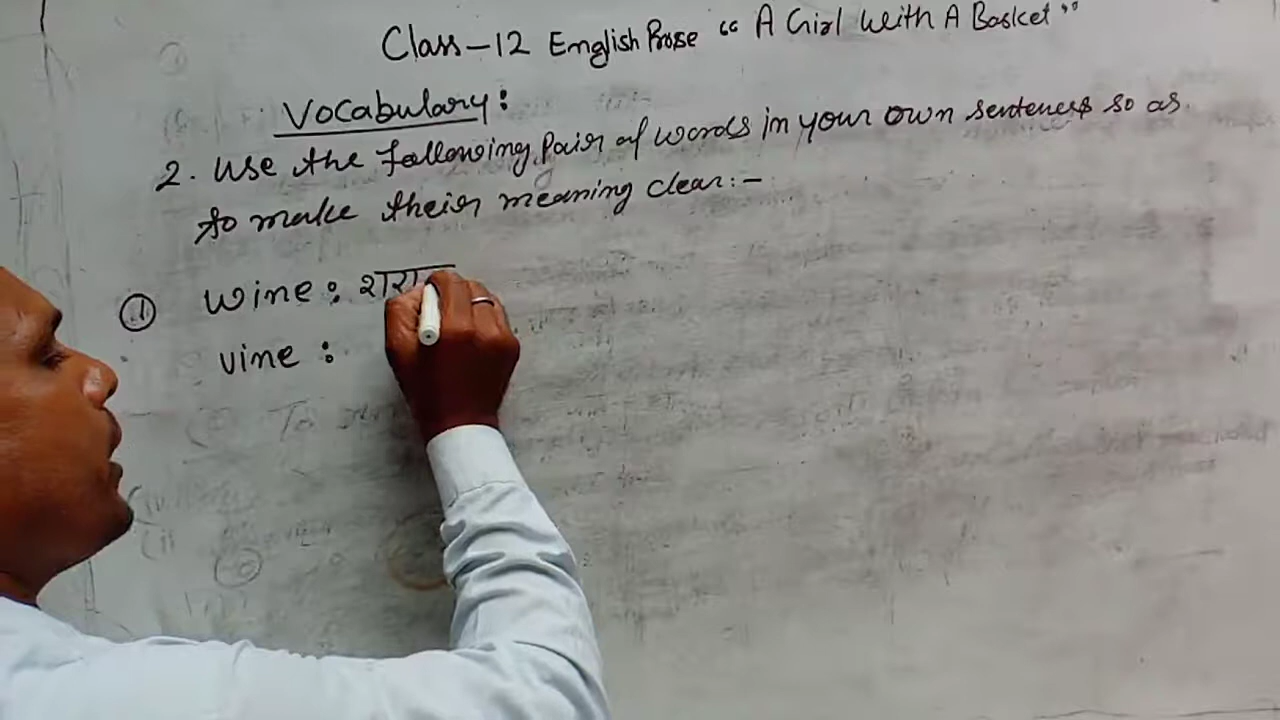 Class-12 English Prose "A Girl With A Basket"
Vocabulary:
2. Use the following pair of words in your own sentences so as
to make their meaning clear:-
① Wine: शरा
vine: